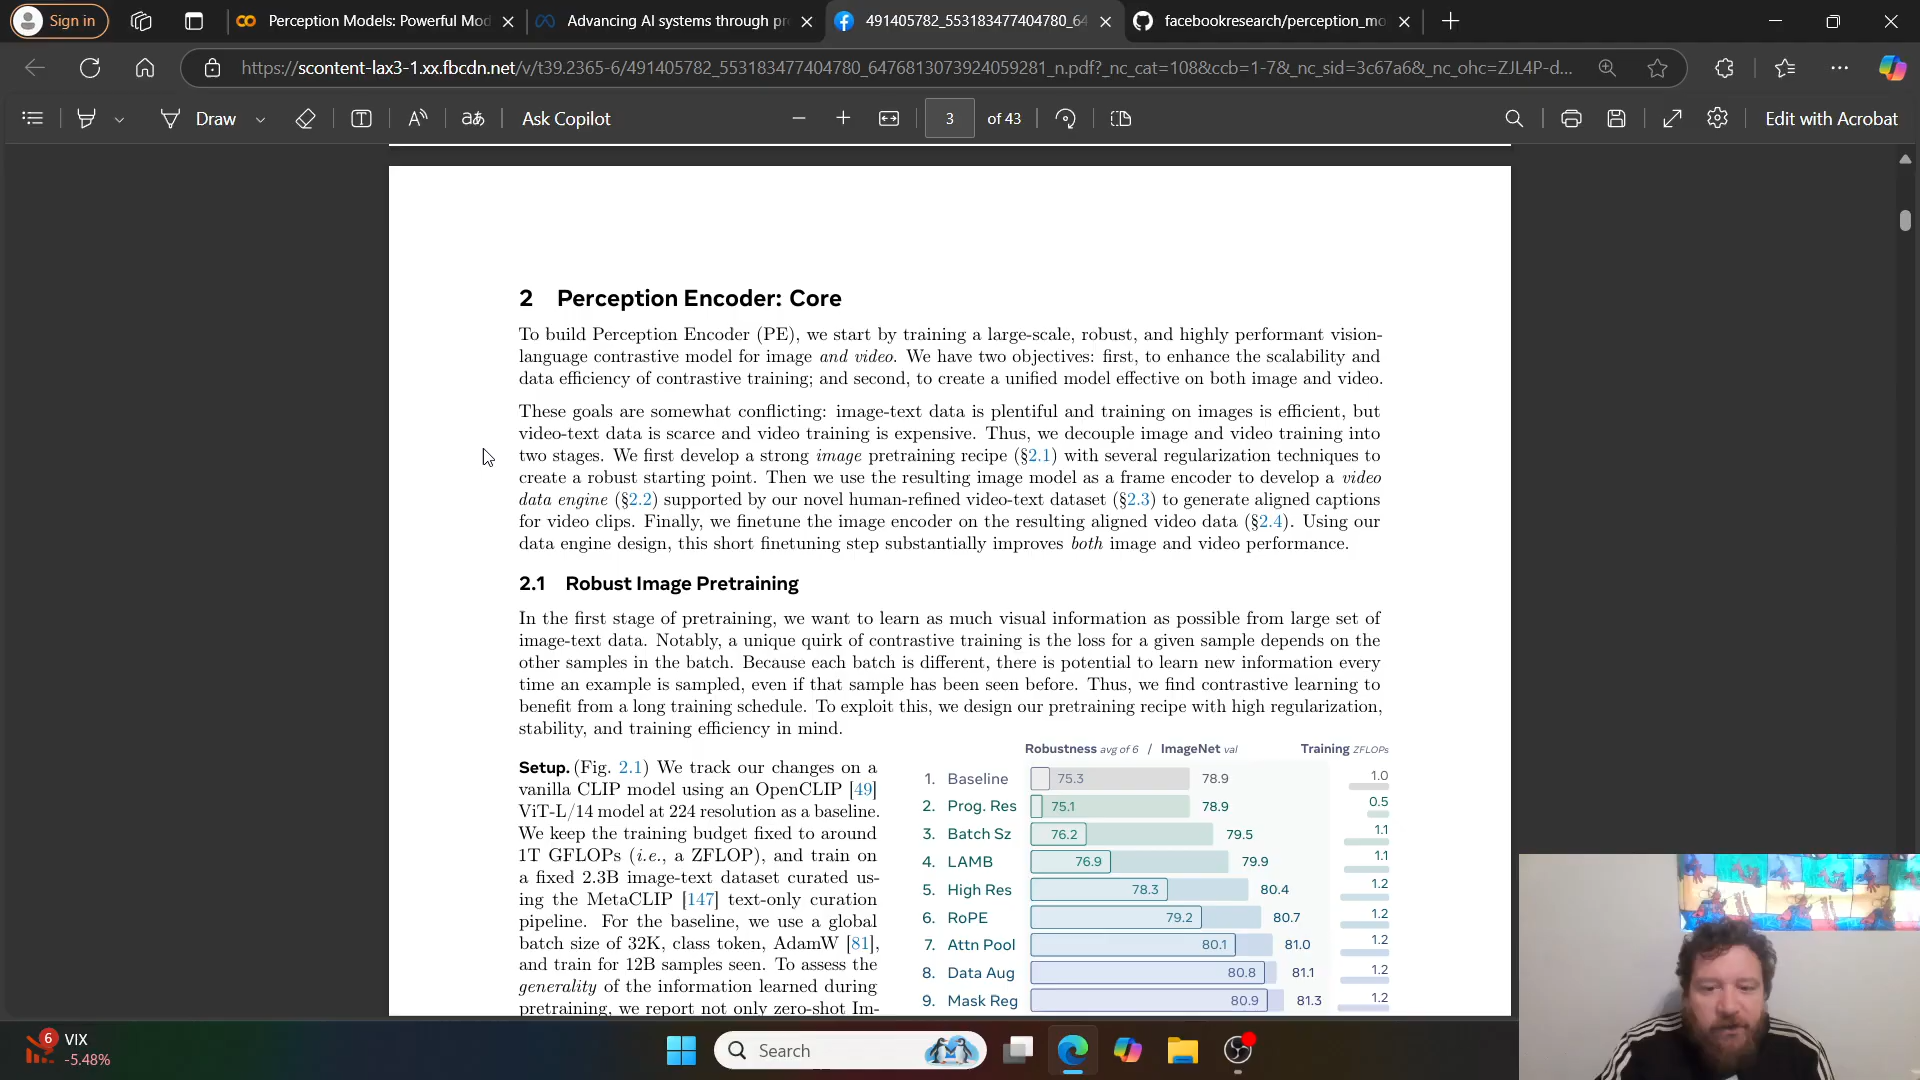 Sign in
Perception Models: Powerful Mod
Advancing AI systems through pr
491405782_553183477404780_64
facebookresearch/perception_mo
https://scontent-lax3-1.xx.fbcdn.net/v/t39.2365-6/491405782_553183477404780_6476813073924059281_n.pdf?_nc_cat=108&ccb=1-7&_nc_sid=3c67a6&_nc_ohc=ZJL4P-d...
Draw
aあ
Ask Copilot
3 of 43
Edit with Acrobat
2 Perception Encoder: Core
To build Perception Encoder (PE), we start by training a large-scale, robust, and highly performant vision-
language contrastive model for image and video. We have two objectives: first, to enhance the scalability and
data efficiency of contrastive training; and second, to create a unified model effective on both image and video.
These goals are somewhat conflicting: image-text data is plentiful and training on images is efficient, but
video-text data is scarce and video training is expensive. Thus, we decouple image and video training into
two stages. We first develop a strong image pretraining recipe (§2.1) with several regularization techniques to
create a robust starting point. Then we use the resulting image model as a frame encoder to develop a video
data engine (§2.2) supported by our novel human-refined video-text dataset (§2.3) to generate aligned captions
for video clips. Finally, we finetune the image encoder on the resulting aligned video data (§2.4). Using our
data engine design, this short finetuning step substantially improves both image and video performance.
2.1 Robust Image Pretraining
In the first stage of pretraining, we want to learn as much visual information as possible from large set of
image-text data. Notably, a unique quirk of contrastive training is the loss for a given sample depends on the
other samples in the batch. Because each batch is different, there is potential to learn new information every
time an example is sampled, even if that sample has been seen before. Thus, we find contrastive learning to
benefit from a long training schedule. To exploit this, we design our pretraining recipe with high regularization,
stability, and training efficiency in mind.
Setup. (Fig. 2.1) We track our changes on a
vanilla CLIP model using an OpenCLIP [49]
ViT-L/14 model at 224 resolution as a baseline.
We keep the training budget fixed to around
1T GFLOPs (i.e., a ZFLOP), and train on
a fixed 2.3B image-text dataset curated us-
ing the MetaCLIP [147] text-only curation
pipeline. For the baseline, we use a global
batch size of 32K, class token, AdamW [81],
and train for 12B samples seen. To assess the
generality of the information learned during
pretraining, we report not only zero-shot Im-
Robustness avg of 6 / ImageNet val Training ZFLOPs
1. Baseline 75.3 78.9 1.0
2. Prog. Res 75.1 78.9 0.5
3. Batch Sz 76.2 79.5 1.1
4. LAMB 76.9 79.9 1.1
5. High Res 78.3 80.4 1.2
6. RoPE 79.2 80.7 1.2
7. Attn Pool 80.1 81.0 1.2
8. Data Aug 80.8 81.1 1.2
9. Mask Reg 80.9 81.3 1.2
6
VIX
-5.48%
Search